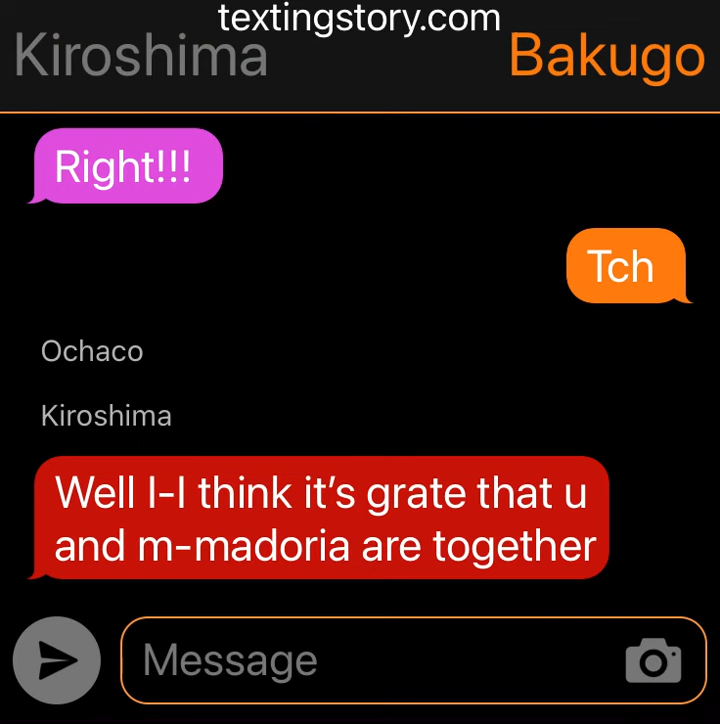 textingstory.com
Kiroshima Bakugo
Right!!!
Tch
Ochaco
Kiroshima
Well I-I think it’s grate that u
and m-madoria are together
Message